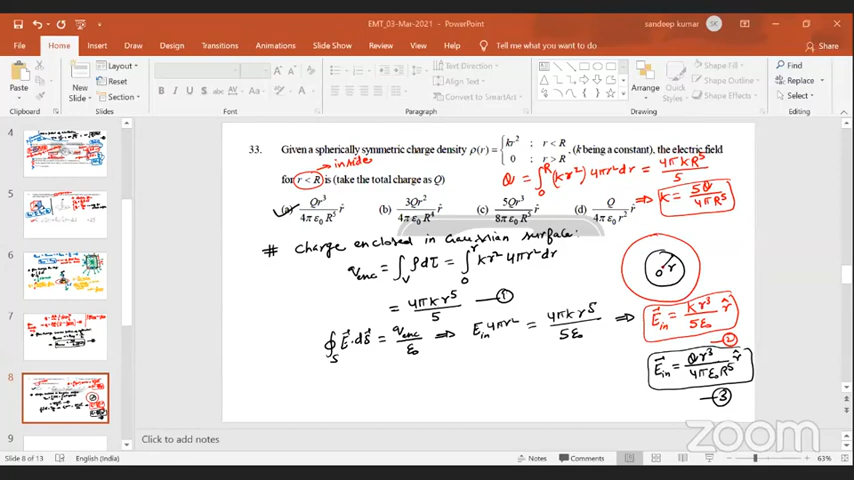 EMT_03-Mar-2021 - PowerPoint
sandeep kumar
SK
File Home Insert Draw Design Transitions Animations Slide Show Review View Help Tell me what you want to do Share
Paste
New Slide
Layout
Reset
Section
B I U S
Text Direction
Align Text
Convert to SmartArt
Arrange
Quick Styles
Shape Fill
Shape Outline
Shape Effects
Find
Replace
Select
Clipboard Slides Font Paragraph Drawing Editing
4
5
6
7
8
9
33. Given a spherically symmetric charge density ρ(r) = { kr² ; r < R
0 ; r > R , (k being a constant), the electric field
→ inside
for r < R is (take the total charge as Q)
Q = ∫₀ᴿ (kr²) 4πr²dr = 4πkR⁵/5
⇒ k = 5Q/4πR⁵
(a) Qr³/4πε₀R⁵ r̂ (b) 3Qr²/4πε₀R⁴ r̂ (c) 5Qr³/8πε₀R⁵ r̂ (d) Q/4πε₀r² r̂
# Charge enclosed in Gaussian surface:
q_enc = ∫_V ρdτ = ∫₀ʳ kr² 4πr²dr
= 4πkr⁵/5 —①
∮_S E⃗·dS⃗ = q_enc/ε₀ ⇒ E_in 4πr² = 4πkr⁵/5ε₀ ⇒
O r
E⃗_in = kr³/5ε₀ r̂
—②
E⃗_in = Qr³/4πε₀R⁵ r̂
—③
zoom
Click to add notes
Slide 8 of 13 English (India) Notes Comments 63%